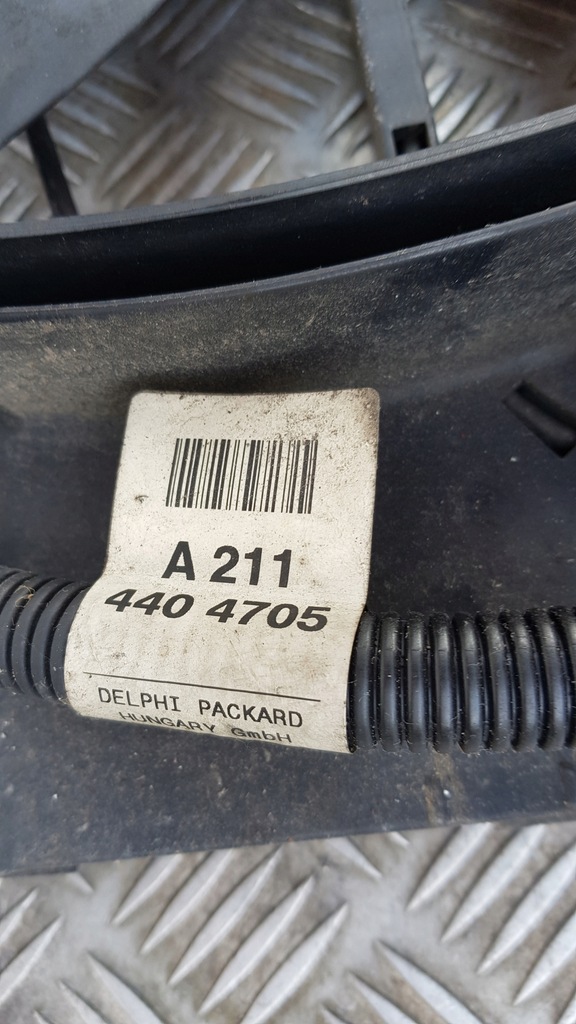 A 211
440 4705
DELPHI PACKARD
HUNGARY GmbH